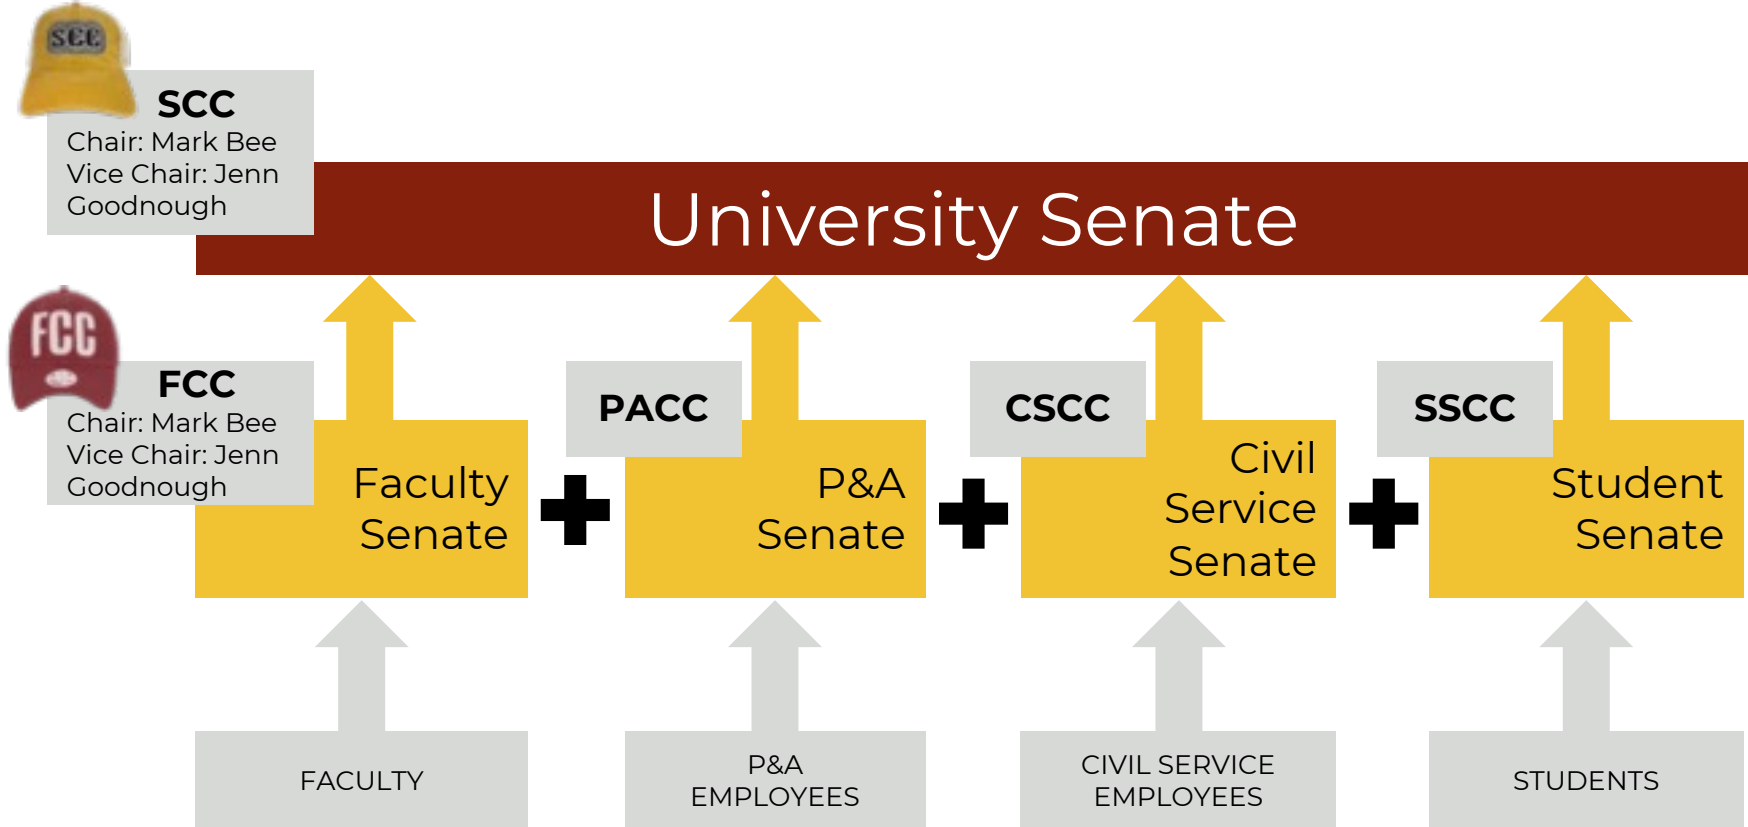 SCC
SCC
Chair: Mark Bee
Vice Chair: Jenn
Goodnough
University Senate
FCC
FCC
Chair: Mark Bee
Vice Chair: Jenn
Goodnough
Faculty
Senate
PACC
P&A
Senate
CSCC
Civil
Service
Senate
SSCC
Student
Senate
FACULTY
P&A
EMPLOYEES
CIVIL SERVICE
EMPLOYEES
STUDENTS